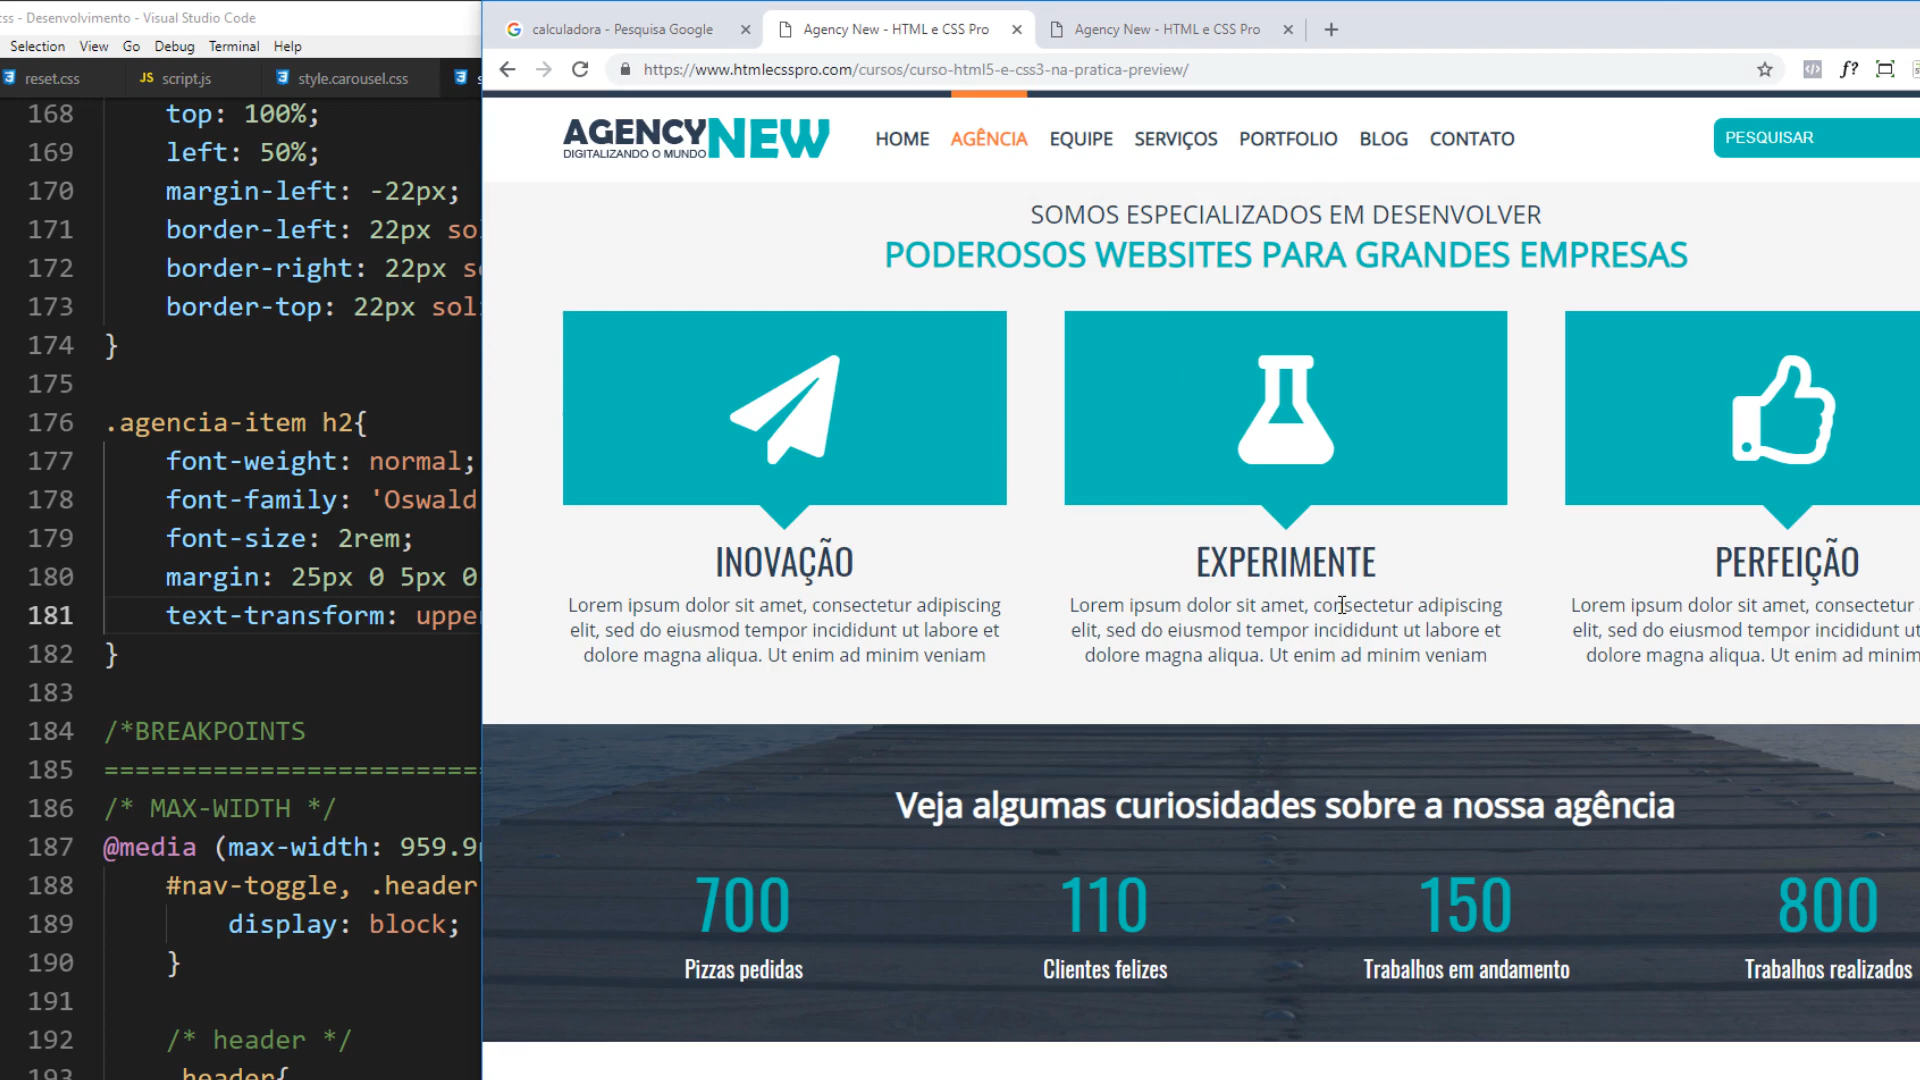 css - Desenvolvimento - Visual Studio Code
Selection View Go Debug Terminal Help
reset.css
JS script.js
style.carousel.css
168 top: 100%;
169 left: 50%;
170 margin-left: -22px;
171 border-left: 22px so
172 border-right: 22px s
173 border-top: 22px sol
174 }
175
176 .agencia-item h2{
177 font-weight: normal;
178 font-family: 'Oswald
179 font-size: 2rem;
180 margin: 25px 0 5px 0
181 text-transform: upper
182 }
183
184 /*BREAKPOINTS
185 =========================
186 /* MAX-WIDTH */
187 @media (max-width: 959.9p
188 #nav-toggle, .header
189 display: block;
190 }
191
192 /* header */
193 .header{
calculadora - Pesquisa Google
Agency New - HTML e CSS Pro
Agency New - HTML e CSS Pro
https://www.htmlecsspro.com/cursos/curso-html5-e-css3-na-pratica-preview/
f?
AGENCYNEW
DIGITALIZANDO O MUNDO
HOME AGÊNCIA EQUIPE SERVIÇOS PORTFOLIO BLOG CONTATO
PESQUISAR
SOMOS ESPECIALIZADOS EM DESENVOLVER
PODEROSOS WEBSITES PARA GRANDES EMPRESAS
INOVAÇÃO
Lorem ipsum dolor sit amet, consectetur adipiscing
elit, sed do eiusmod tempor incididunt ut labore et
dolore magna aliqua. Ut enim ad minim veniam
EXPERIMENTE
Lorem ipsum dolor sit amet, consectetur adipiscing
elit, sed do eiusmod tempor incididunt ut labore et
dolore magna aliqua. Ut enim ad minim veniam
PERFEIÇÃO
Lorem ipsum dolor sit amet, consectetur
elit, sed do eiusmod tempor incididunt ut
dolore magna aliqua. Ut enim ad minim
Veja algumas curiosidades sobre a nossa agência
700
Pizzas pedidas
110
Clientes felizes
150
Trabalhos em andamento
800
Trabalhos realizados